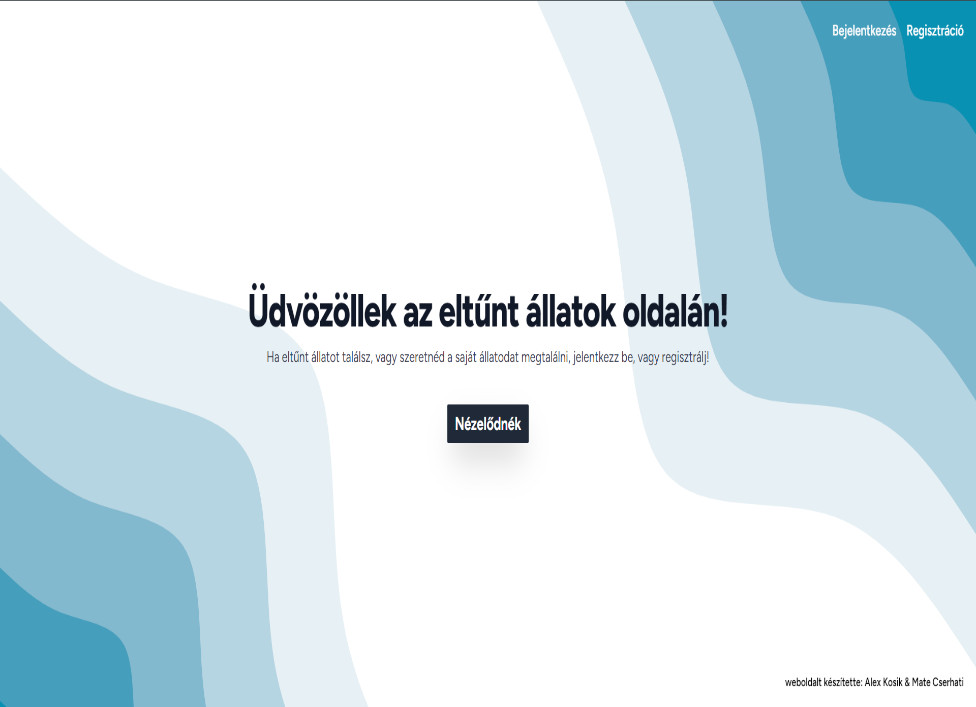 Bejelentkezés Regisztráció
Üdvözöllek az eltűnt állatok oldalán!
Ha eltűnt állatot találsz, vagy szeretnéd a saját állatodat megtalálni, jelentkezz be, vagy regisztrálj!
Nézelődnék
weboldalt készítette: Alex Kosik & Mate Cserhati